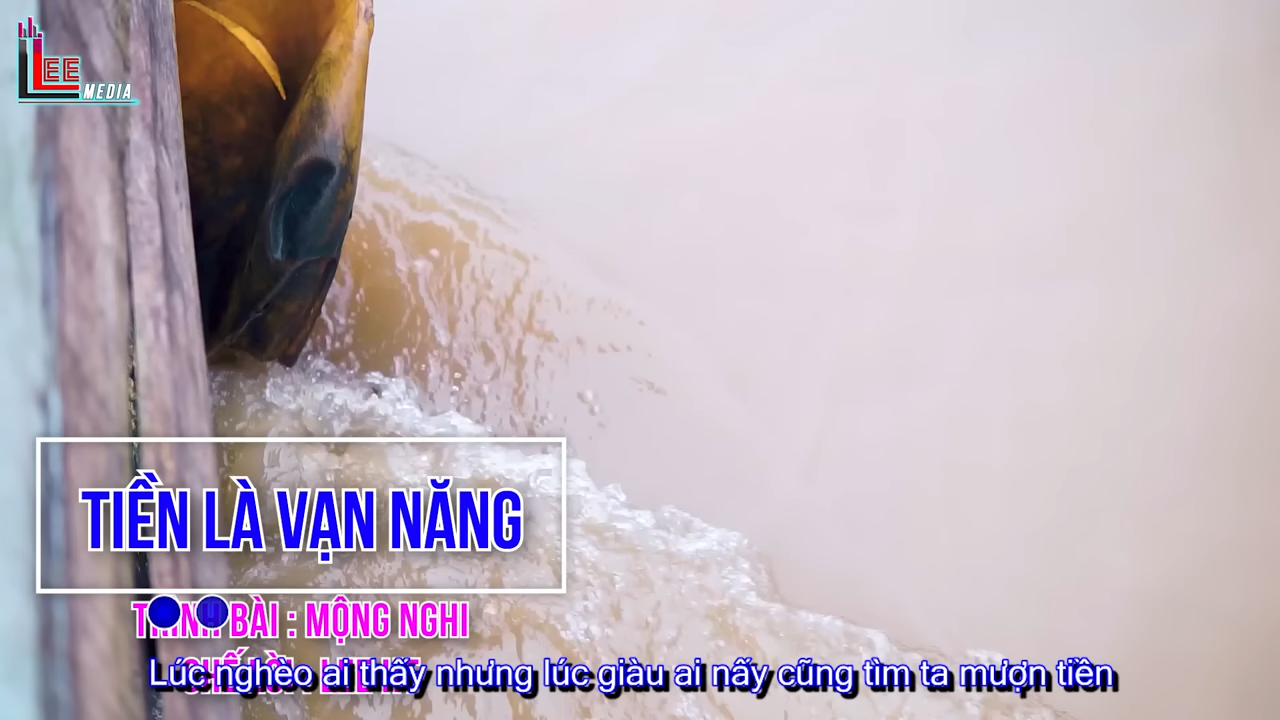 LEE
MEDIA
TIỀN LÀ VẠN NĂNG
TRÌNH BÀI : MỘNG NGHI
Lúc nghèo ai thấy nhưng lúc giàu ai nấy cũng tìm ta mượn tiền